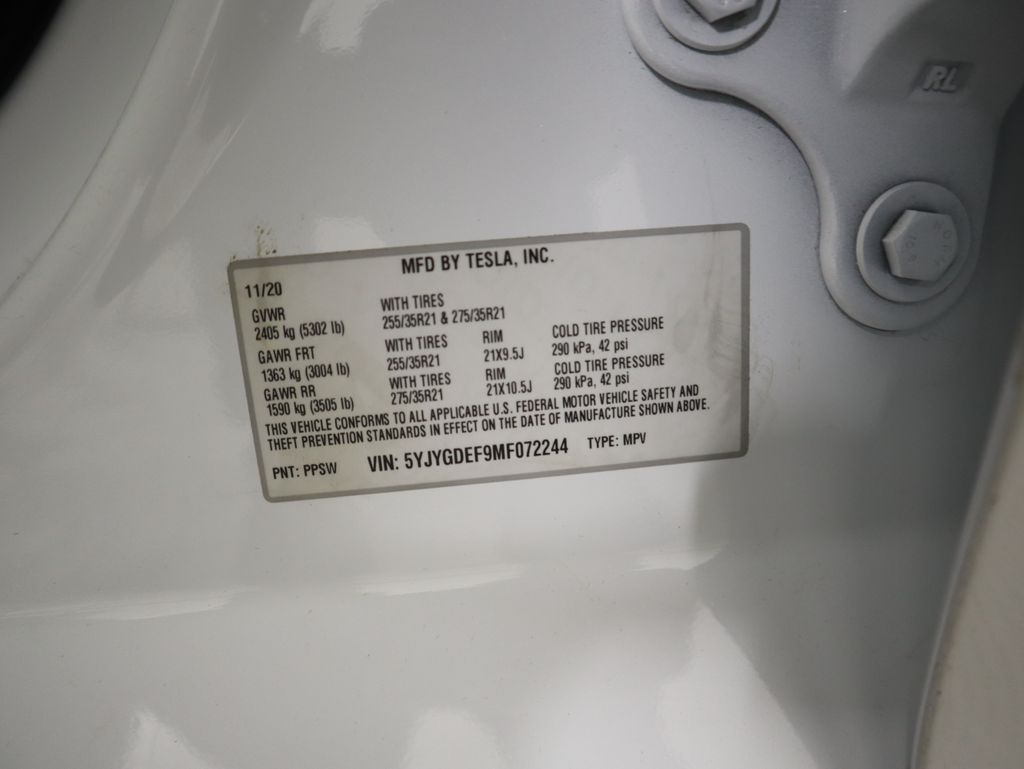 RL
MFD BY TESLA, INC.
11/20
GVWR WITH TIRES
2405 kg (5302 lb) 255/35R21 & 275/35R21
GAWR FRT WITH TIRES RIM COLD TIRE PRESSURE
1363 kg (3004 lb) 255/35R21 21X9.5J 290 kPa, 42 psi
GAWR RR WITH TIRES RIM COLD TIRE PRESSURE
1590 kg (3505 lb) 275/35R21 21X10.5J 290 kPa, 42 psi
THIS VEHICLE CONFORMS TO ALL APPLICABLE U.S. FEDERAL MOTOR VEHICLE SAFETY AND
THEFT PREVENTION STANDARDS IN EFFECT ON THE DATE OF MANUFACTURE SHOWN ABOVE.
PNT: PPSW VIN: 5YJYGDEF9MF072244 TYPE: MPV